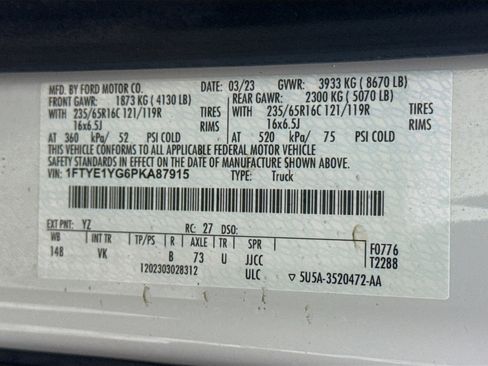 MFD. BY FORD MOTOR CO. DATE: 03/23 GVWR: 3933 KG ( 8670 LB)
FRONT GAWR: 1873 KG ( 4130 LB) REAR GAWR: 2300 KG ( 5070 LB)
WITH 235/65R16C 121/119R TIRES WITH 235/65R16C 121/119R TIRES
16x6.5J RIMS 16x6.5J RIMS
AT 360 kPa/ 52 PSI COLD AT 520 kPa/ 75 PSI COLD
THIS VEHICLE CONFORMS TO ALL APPLICABLE FEDERAL MOTOR VEHICLE
SAFETY STANDARDS IN EFFECT ON THE DATE OF MANUFACTURE SHOWN ABOVE.
VIN: 1FTYE1YG6PKA87915 TYPE: Truck
EXT PNT: YZ RC: 27 DSO:
WB INT TR TP/PS R AXLE TR SPR F0776
148 VK B 73 U JJCC T2288
1202303028312 ULC ▽ 5U5A-3520472-AA